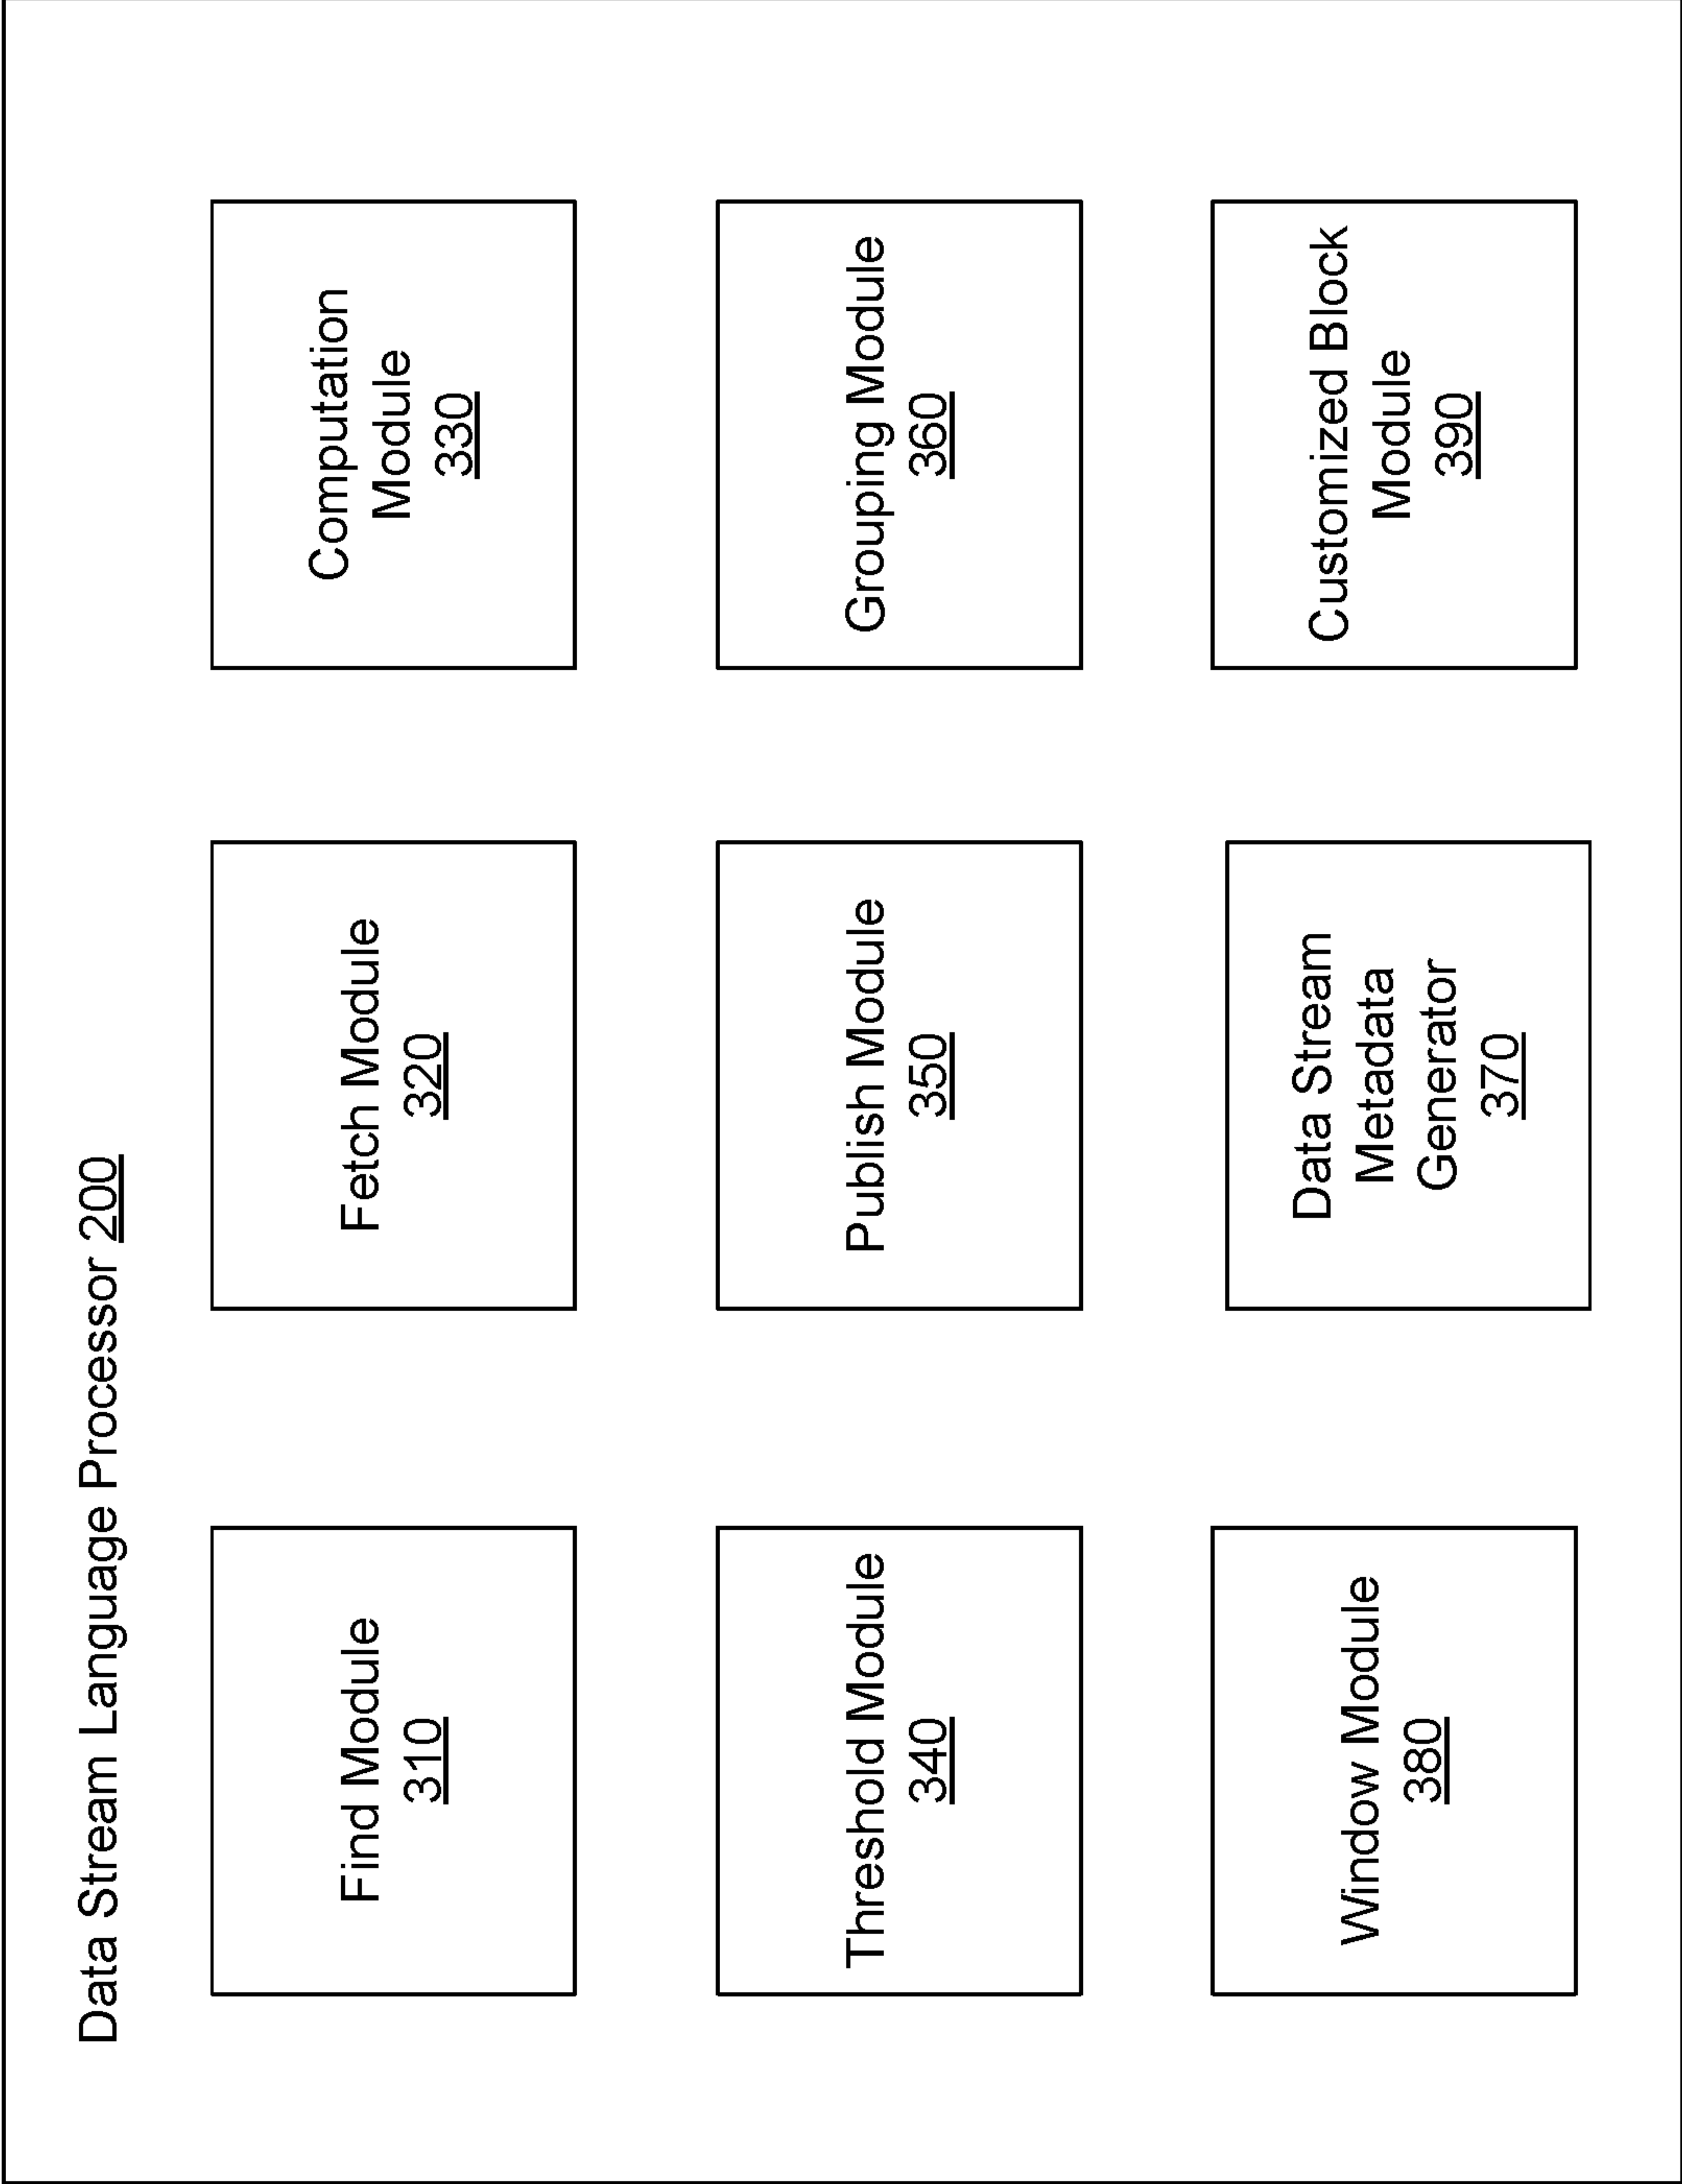 Data Stream Language Processor 200
Find Module
310
Fetch Module
320
Computation
Module
330
Threshold Module
340
Publish Module
350
Grouping Module
360
Window Module
380
Data Stream
Metadata
Generator
370
Customized Block
Module
390